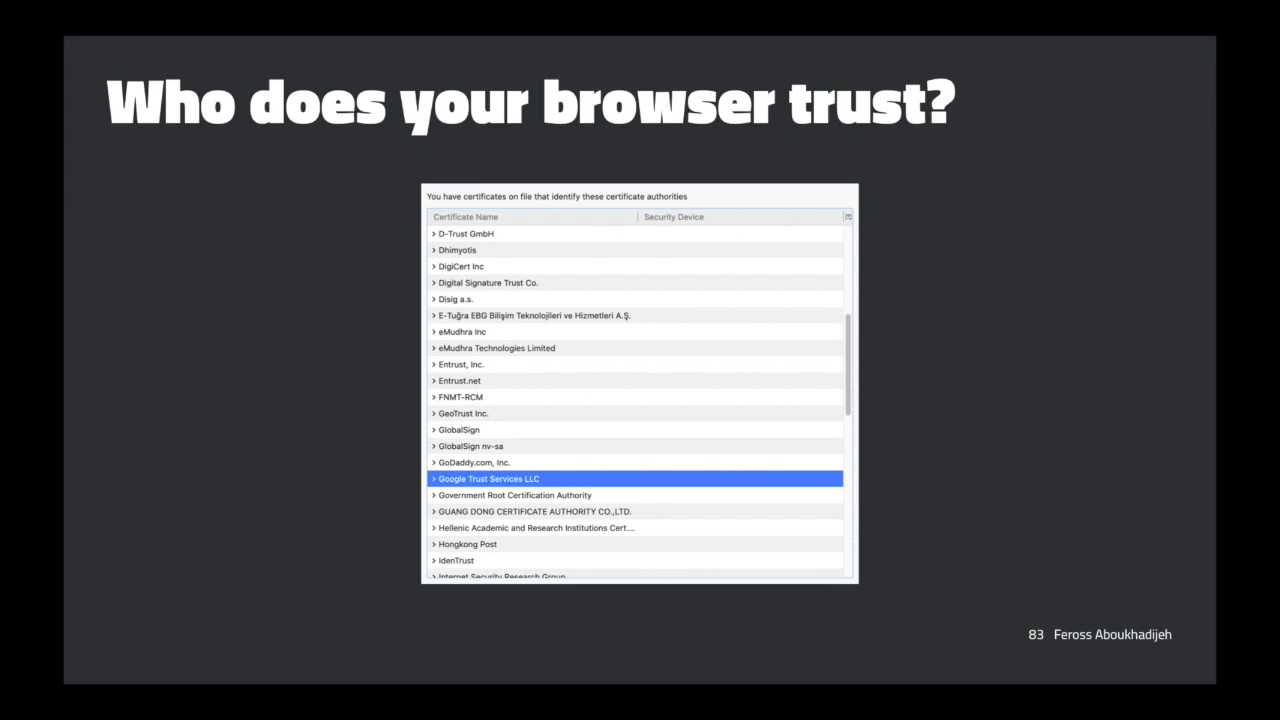 Who does your browser trust?
You have certificates on file that identify these certificate authorities
Certificate Name Security Device
D-Trust GmbH
Dhimyotis
DigiCert Inc
Digital Signature Trust Co.
Disig a.s.
E-Tuğra EBG Bilişim Teknolojileri ve Hizmetleri A.Ş.
eMudhra Inc
eMudhra Technologies Limited
Entrust, Inc.
Entrust.net
FNMT-RCM
GeoTrust Inc.
GlobalSign
GlobalSign nv-sa
GoDaddy.com, Inc.
Google Trust Services LLC
Government Root Certification Authority
GUANG DONG CERTIFICATE AUTHORITY CO.,LTD.
Hellenic Academic and Research Institutions Cert....
Hongkong Post
IdenTrust
Internet Security Research Group
83 Feross Aboukhadijeh